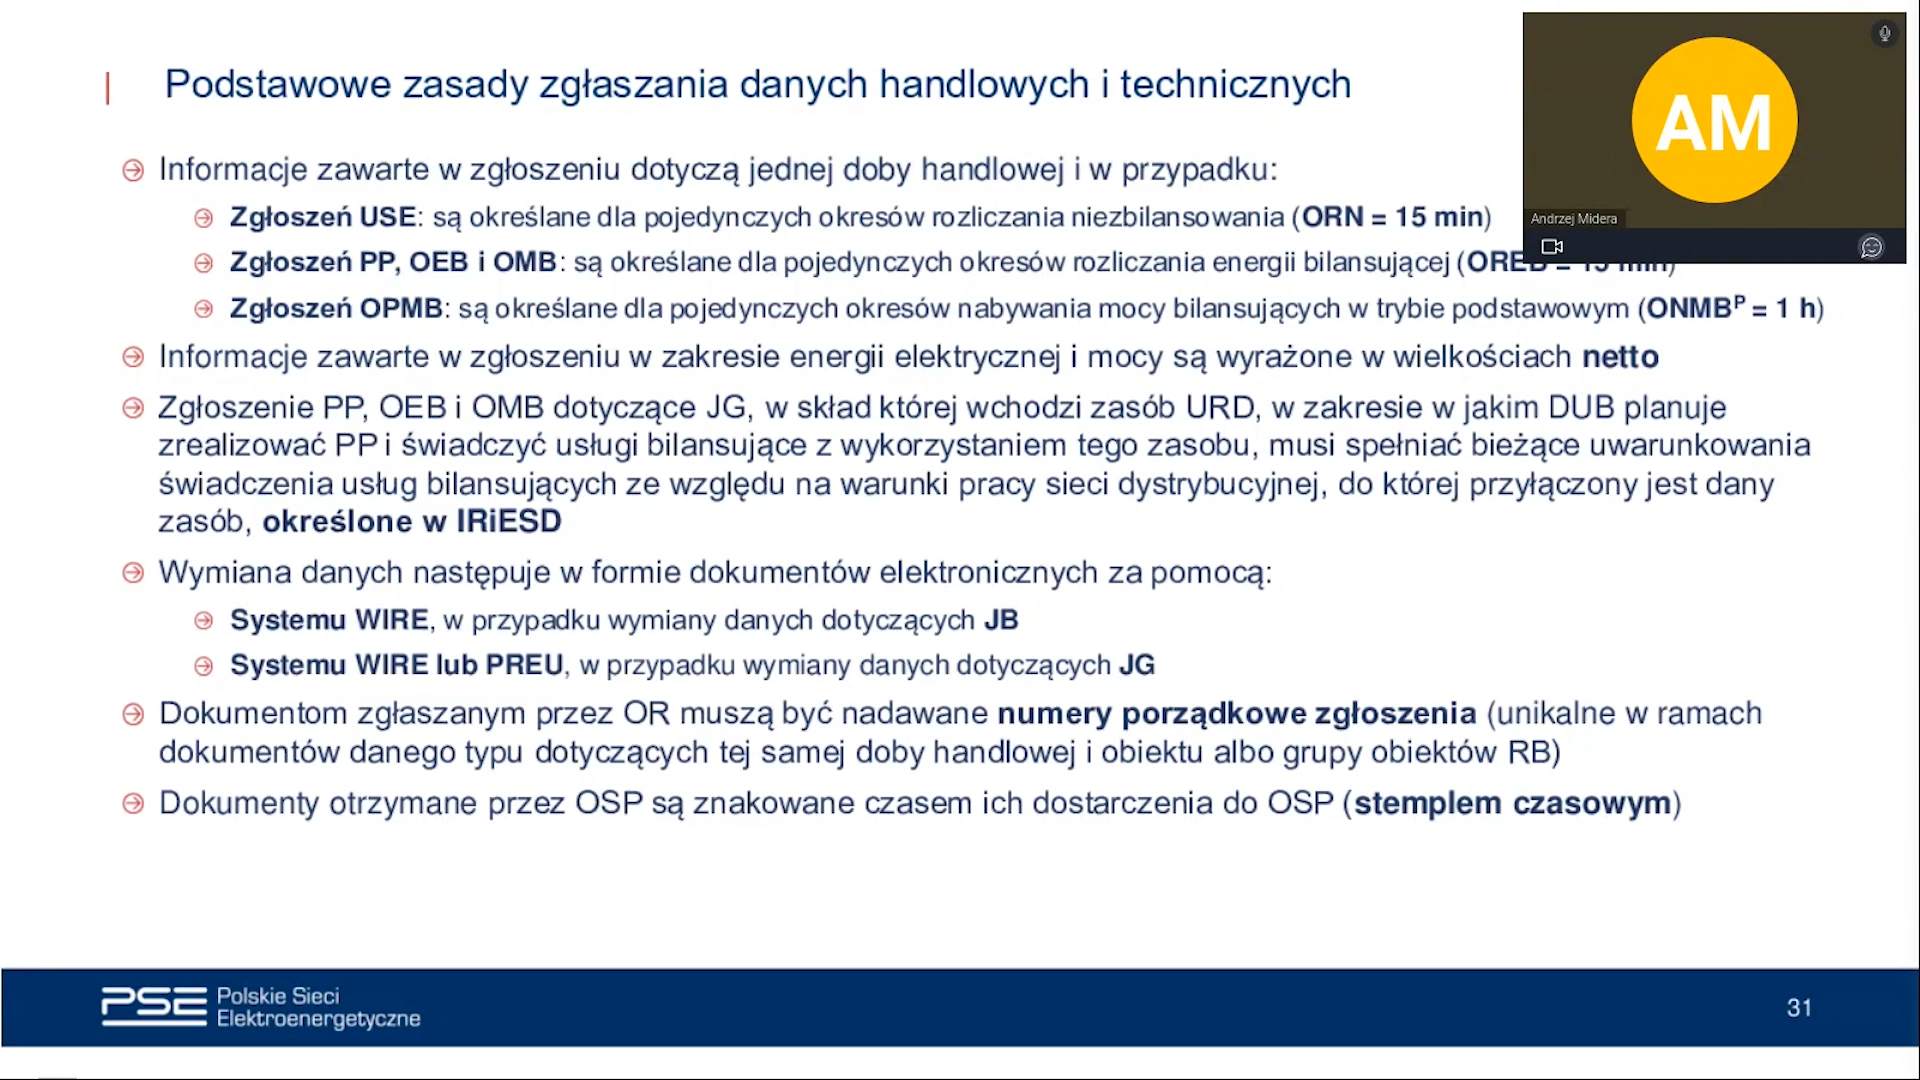 Podstawowe zasady zgłaszania danych handlowych i technicznych
AM
Andrzej Midera
Informacje zawarte w zgłoszeniu dotyczą jednej doby handlowej i w przypadku:
Zgłoszeń USE: są określane dla pojedynczych okresów rozliczania niezbilansowania (ORN = 15 min)
Zgłoszeń PP, OEB i OMB: są określane dla pojedynczych okresów rozliczania energii bilansującej (OREB = 15 min)
Zgłoszeń OPMB: są określane dla pojedynczych okresów nabywania mocy bilansujących w trybie podstawowym (ONMBᴾ = 1 h)
Informacje zawarte w zgłoszeniu w zakresie energii elektrycznej i mocy są wyrażone w wielkościach netto
Zgłoszenie PP, OEB i OMB dotyczące JG, w skład której wchodzi zasób URD, w zakresie w jakim DUB planuje
zrealizować PP i świadczyć usługi bilansujące z wykorzystaniem tego zasobu, musi spełniać bieżące uwarunkowania
świadczenia usług bilansujących ze względu na warunki pracy sieci dystrybucyjnej, do której przyłączony jest dany
zasób, określone w IRiESD
Wymiana danych następuje w formie dokumentów elektronicznych za pomocą:
Systemu WIRE, w przypadku wymiany danych dotyczących JB
Systemu WIRE lub PREU, w przypadku wymiany danych dotyczących JG
Dokumentom zgłaszanym przez OR muszą być nadawane numery porządkowe zgłoszenia (unikalne w ramach
dokumentów danego typu dotyczących tej samej doby handlowej i obiektu albo grupy obiektów RB)
Dokumenty otrzymane przez OSP są znakowane czasem ich dostarczenia do OSP (stemplem czasowym)
PSE Polskie Sieci
Elektroenergetyczne
31